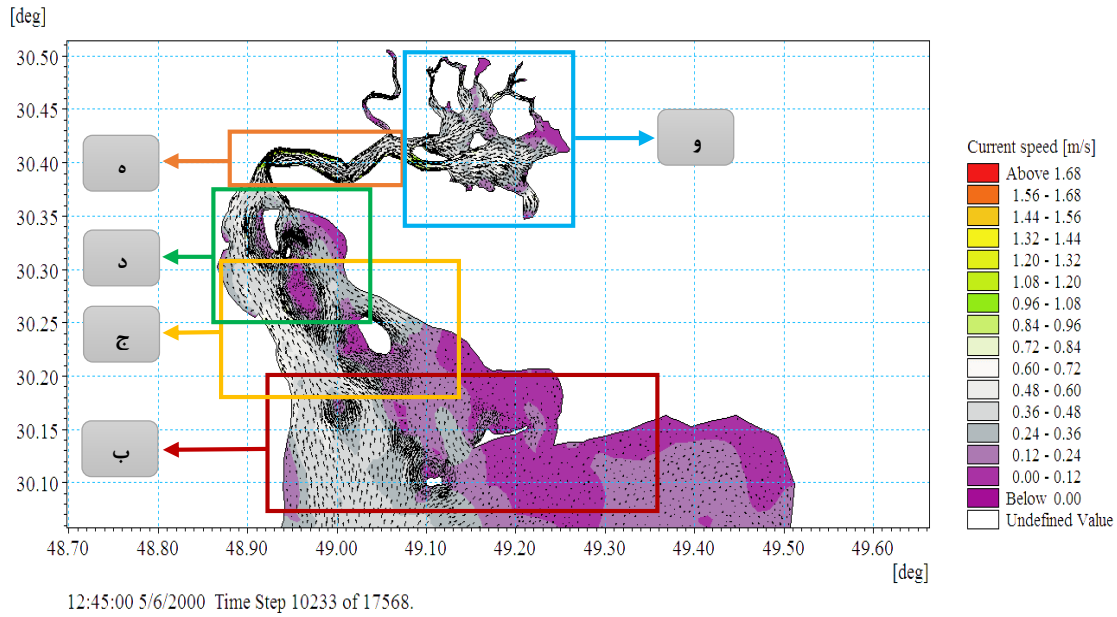 [deg]
30.50
30.45
30.40
30.35
30.30
30.25
30.20
30.15
30.10
48.70 48.80 48.90 49.00 49.10 49.20 49.30 49.40 49.50 49.60
[deg]
ه
د
ج
ب
و
Current speed [m/s]
Above 1.68
1.56 - 1.68
1.44 - 1.56
1.32 - 1.44
1.20 - 1.32
1.08 - 1.20
0.96 - 1.08
0.84 - 0.96
0.72 - 0.84
0.60 - 0.72
0.48 - 0.60
0.36 - 0.48
0.24 - 0.36
0.12 - 0.24
0.00 - 0.12
Below 0.00
Undefined Value
12:45:00 5/6/2000 Time Step 10233 of 17568.